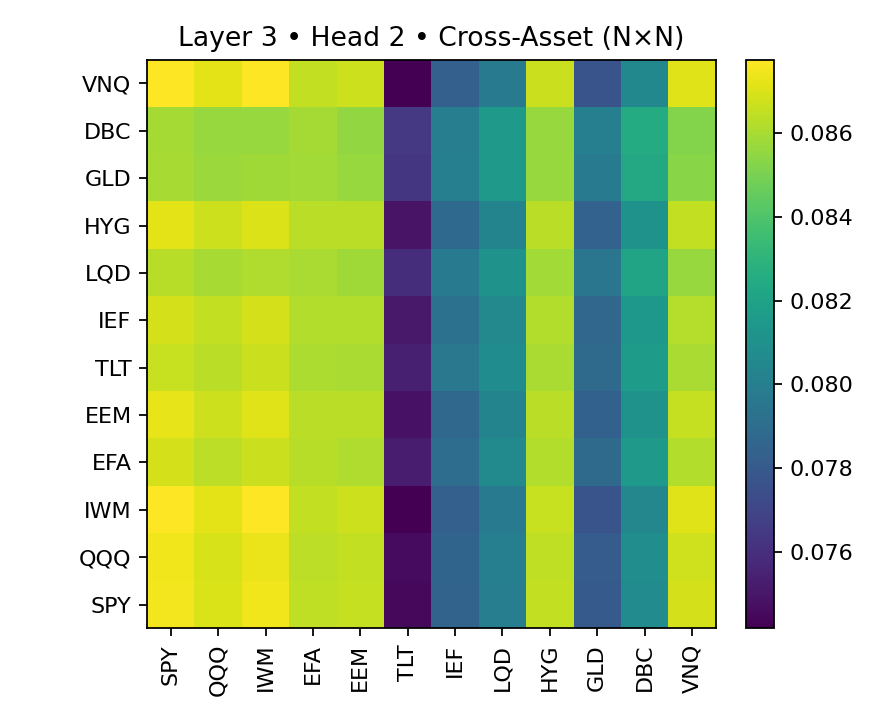 Layer 3 • Head 2 • Cross-Asset (N×N)
VNQ
DBC
GLD
HYG
LQD
IEF
TLT
EEM
EFA
IWM
QQQ
SPY
SPY QQQ IWM EFA EEM TLT IEF LQD HYG GLD DBC VNQ
0.086
0.084
0.082
0.080
0.078
0.076